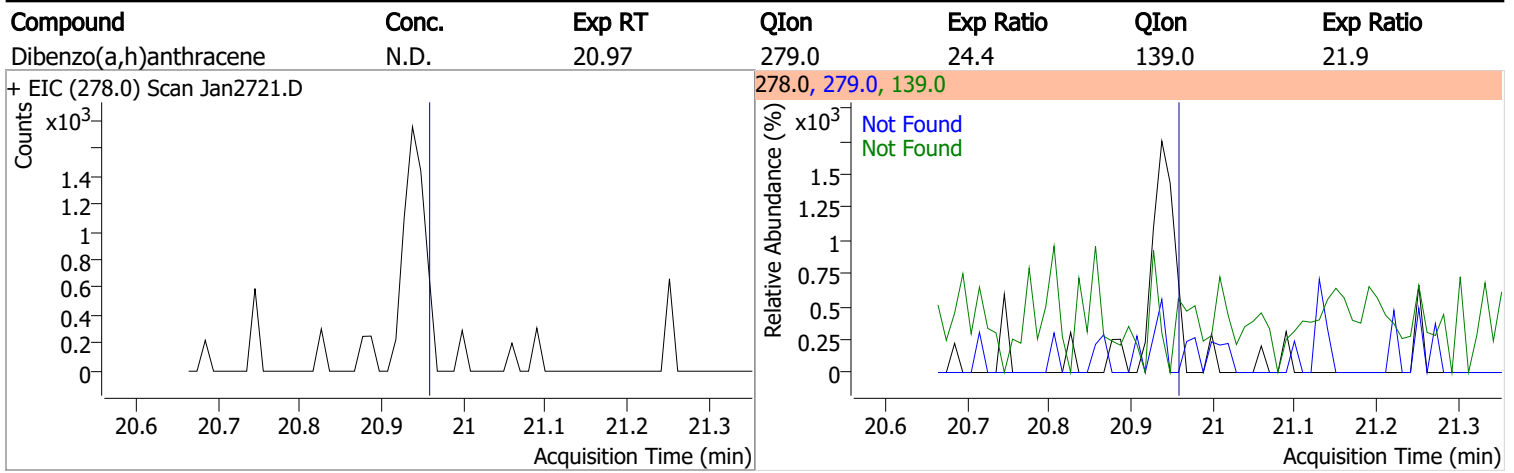 Compound Conc. Exp RT QIon Exp Ratio QIon Exp Ratio
Dibenzo(a,h)anthracene N.D. 20.97 279.0 24.4 139.0 21.9
+ EIC (278.0) Scan Jan2721.D
Counts
x10³
1.4
1.2
1
0.8
0.6
0.4
0.2
0
20.6 20.7 20.8 20.9 21 21.1 21.2 21.3
Acquisition Time (min)
278.0, 279.0, 139.0
Relative Abundance (%)
x10³
Not Found
Not Found
1.5
1.25
1
0.75
0.5
0.25
0
20.6 20.7 20.8 20.9 21 21.1 21.2 21.3
Acquisition Time (min)